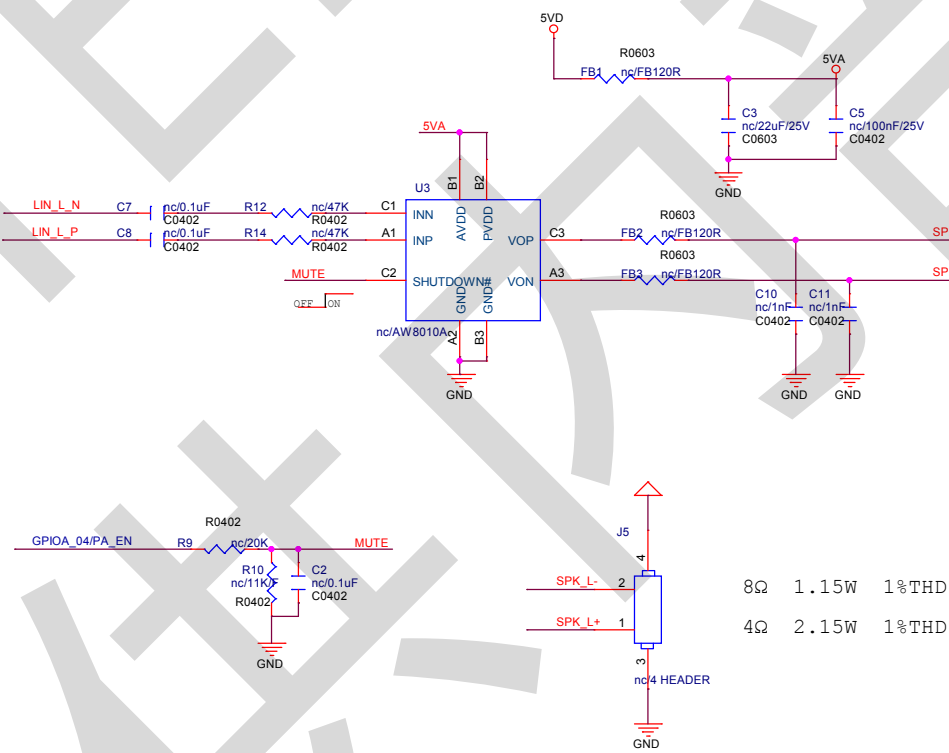 5VD
R0603
FB1 nc/FB120R
5VA
C3
nc/22uF/25V
C0603
C5
nc/100nF/25V
C0402
GND
5VA
U3
B1
B2
LIN_L_N
C7
nc/0.1uF
C0402
R12
nc/47K
R0402
C1
INN
LIN_L_P
C8
nc/0.1uF
C0402
R14
nc/47K
R0402
A1
INP
AVDD
PVDD
VOP
C3
R0603
FB2 nc/FB120R
SP
MUTE
C2
SHUTDOWN#
VON
A3
R0603
FB3 nc/FB120R
SP
OFF ON
GND
GND
nc/AW8010A
A2
B3
GND
C10
nc/1nF
C0402
C11
nc/1nF
C0402
GND
GND
R0402
GPIOA_04/PA_EN
R9
nc/20K
MUTE
R10
nc/11K/F
R0402
C2
nc/0.1uF
C0402
GND
J5
4
SPK_L-
2
SPK_L+
1
3
nc/4 HEADER
GND
8Ω 1.15W 1%THD
4Ω 2.15W 1%THD